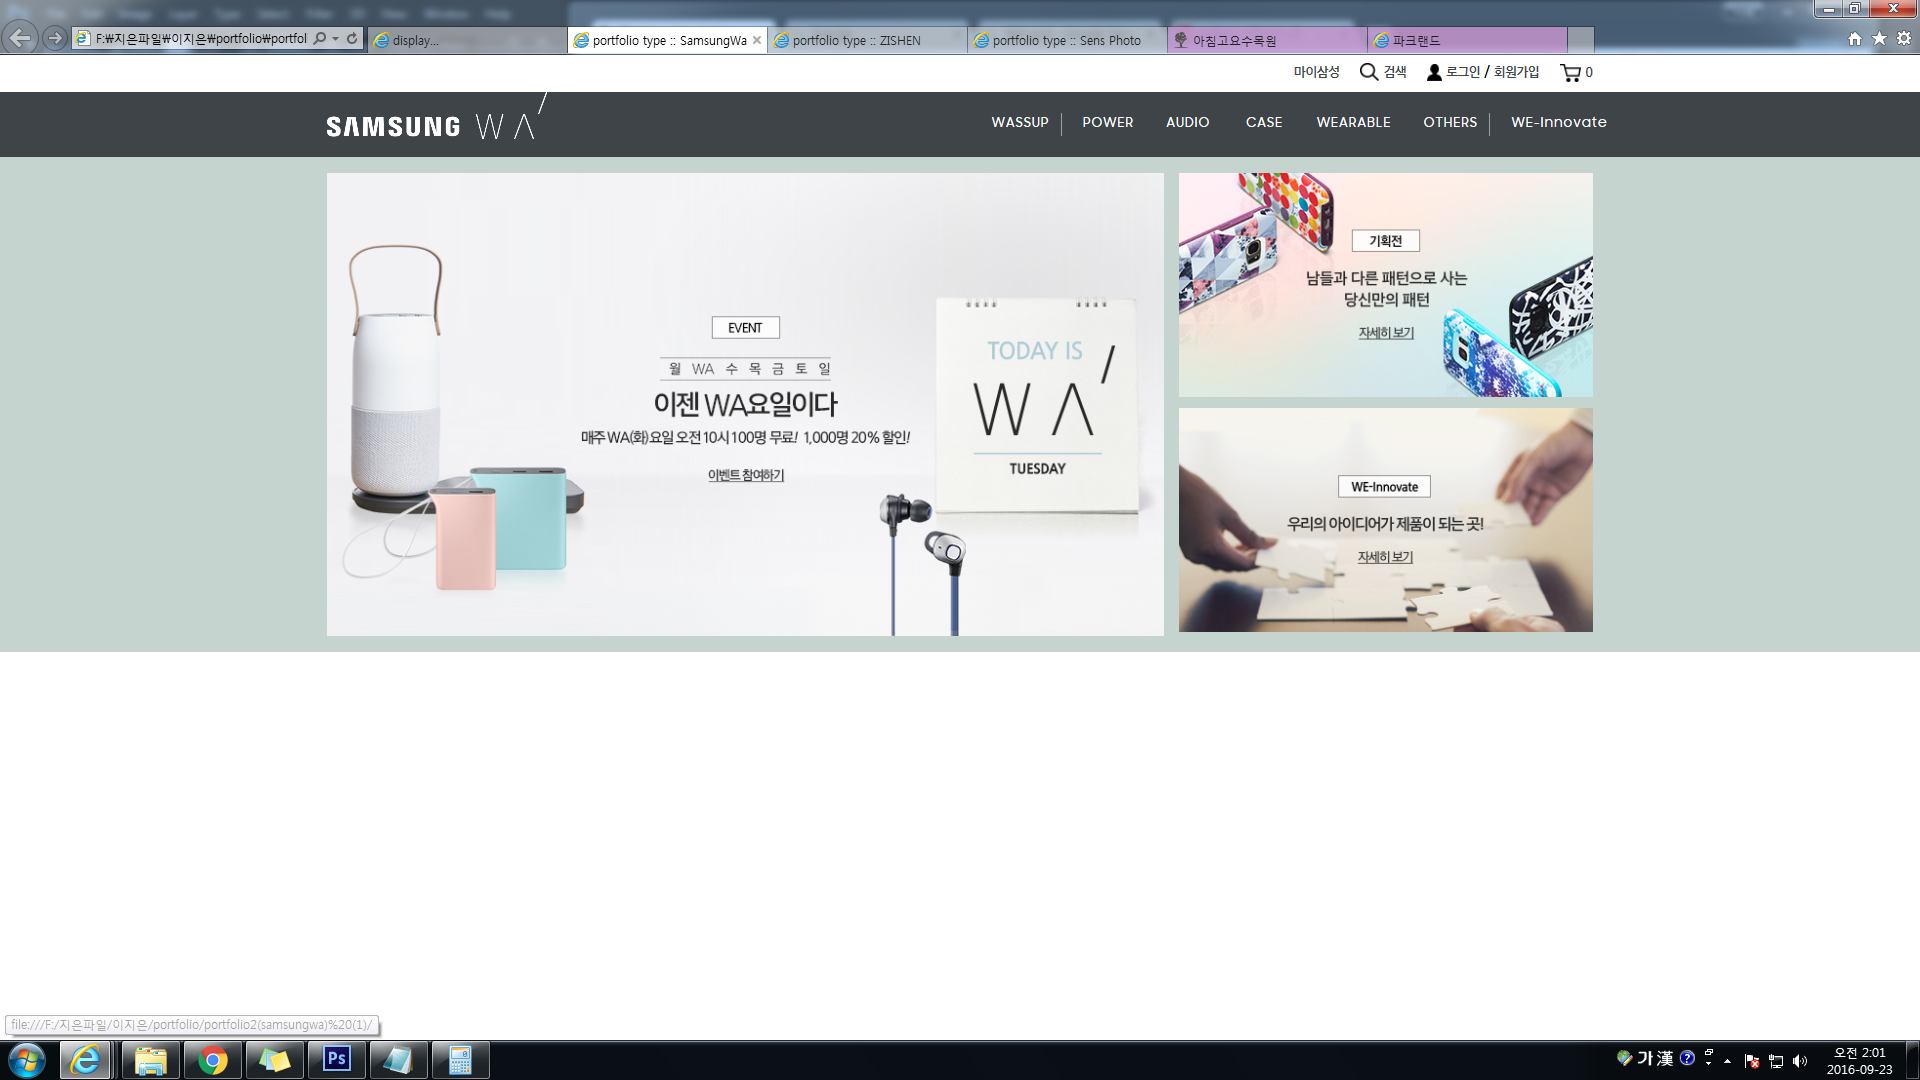 F:\지은파일\이지은\portfolio\portfol
display...
portfolio type :: SamsungWa
portfolio type :: ZISHEN
portfolio type :: Sens Photo
아침고요수목원
파크랜드
마이삼성
검색
로그인 / 회원가입
0
SAMSUNG WA'
WASSUP
POWER
AUDIO
CASE
WEARABLE
OTHERS
WE-Innovate
EVENT
월 WA 수 목 금 토 일
이젠 WA요일이다
매주 WA(화)요일 오전 10시 100명 무료! 1,000명 20% 할인!
이벤트 참여하기
TODAY IS
WA'
TUESDAY
기획전
남들과 다른 패턴으로 사는
당신만의 패턴
자세히 보기
WE-Innovate
우리의 아이디어가 제품이 되는 곳!
자세히 보기
file:///F:/지은파일/이지은/portfolio/portfolio2(samsungwa)%20(1)/
Ps
가 漢
오전 2:01
2016-09-23